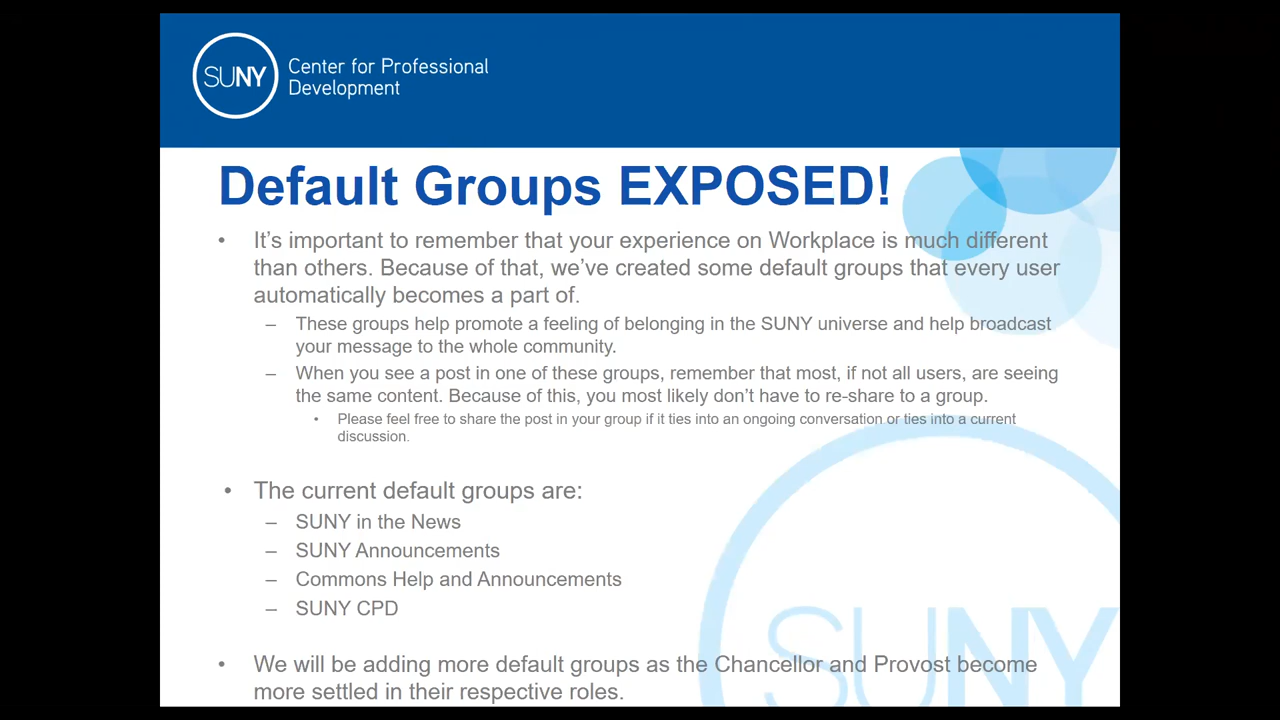 SUNY
Center for Professional
Development
Default Groups EXPOSED!
• It's important to remember that your experience on Workplace is much different
than others. Because of that, we've created some default groups that every user
automatically becomes a part of.
– These groups help promote a feeling of belonging in the SUNY universe and help broadcast
your message to the whole community.
– When you see a post in one of these groups, remember that most, if not all users, are seeing
the same content. Because of this, you most likely don't have to re-share to a group.
• Please feel free to share the post in your group if it ties into an ongoing conversation or ties into a current
discussion.
• The current default groups are:
– SUNY in the News
– SUNY Announcements
– Commons Help and Announcements
– SUNY CPD
SUNY
• We will be adding more default groups as the Chancellor and Provost become
more settled in their respective roles.